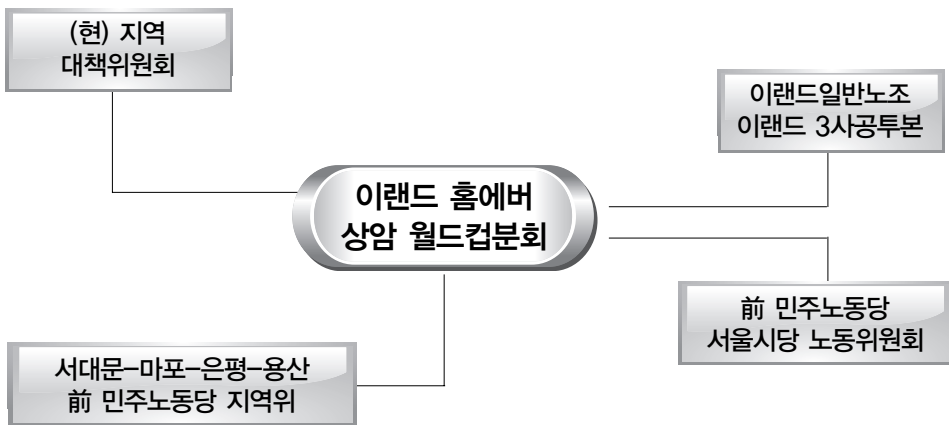 (현) 지역
대책위원회
이랜드일반노조
이랜드 3사공투본
이랜드 홈에버
상암 월드컵분회
前 민주노동당
서울시당 노동위원회
서대문-마포-은평-용산
前 민주노동당 지역위